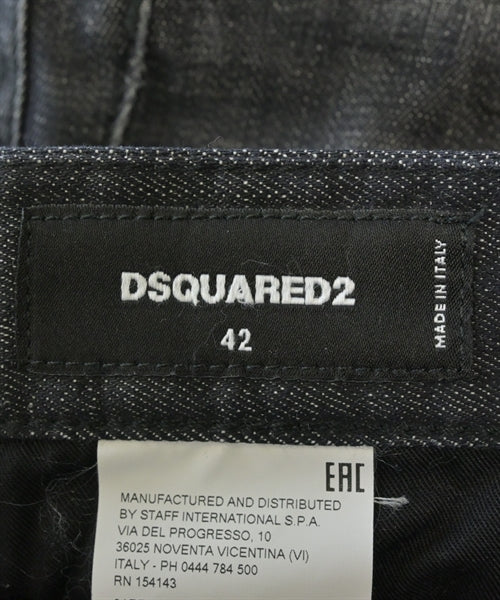 DSQUARED2
42
MADE IN ITALY
EAC
MANUFACTURED AND DISTRIBUTED
BY STAFF INTERNATIONAL S.P.A.
VIA DEL PROGRESSO, 10
36025 NOVENTA VICENTINA (VI)
ITALY - PH 0444 784 500
RN 154143